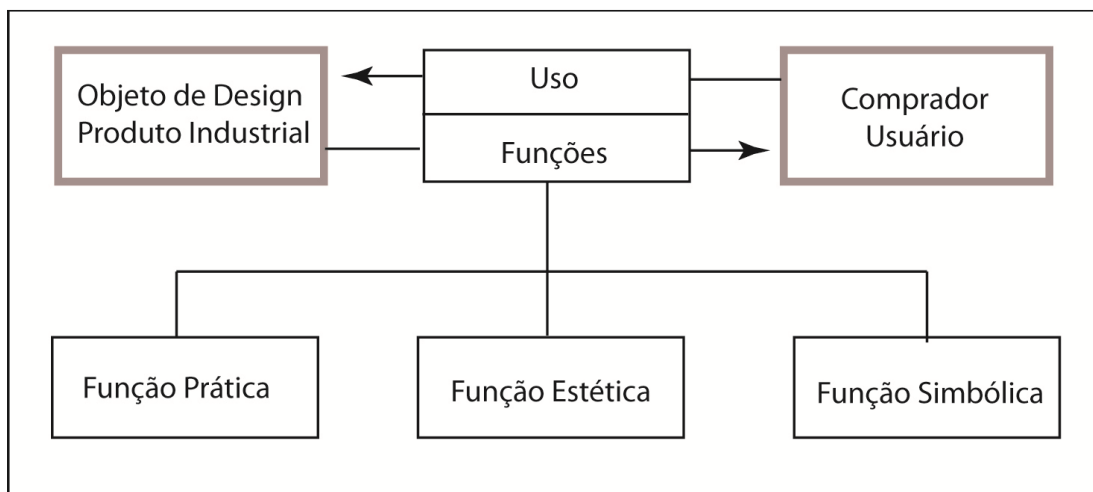 Objeto de Design
Produto Industrial
Uso
Funções
Comprador
Usuário
Função Prática
Função Estética
Função Simbólica